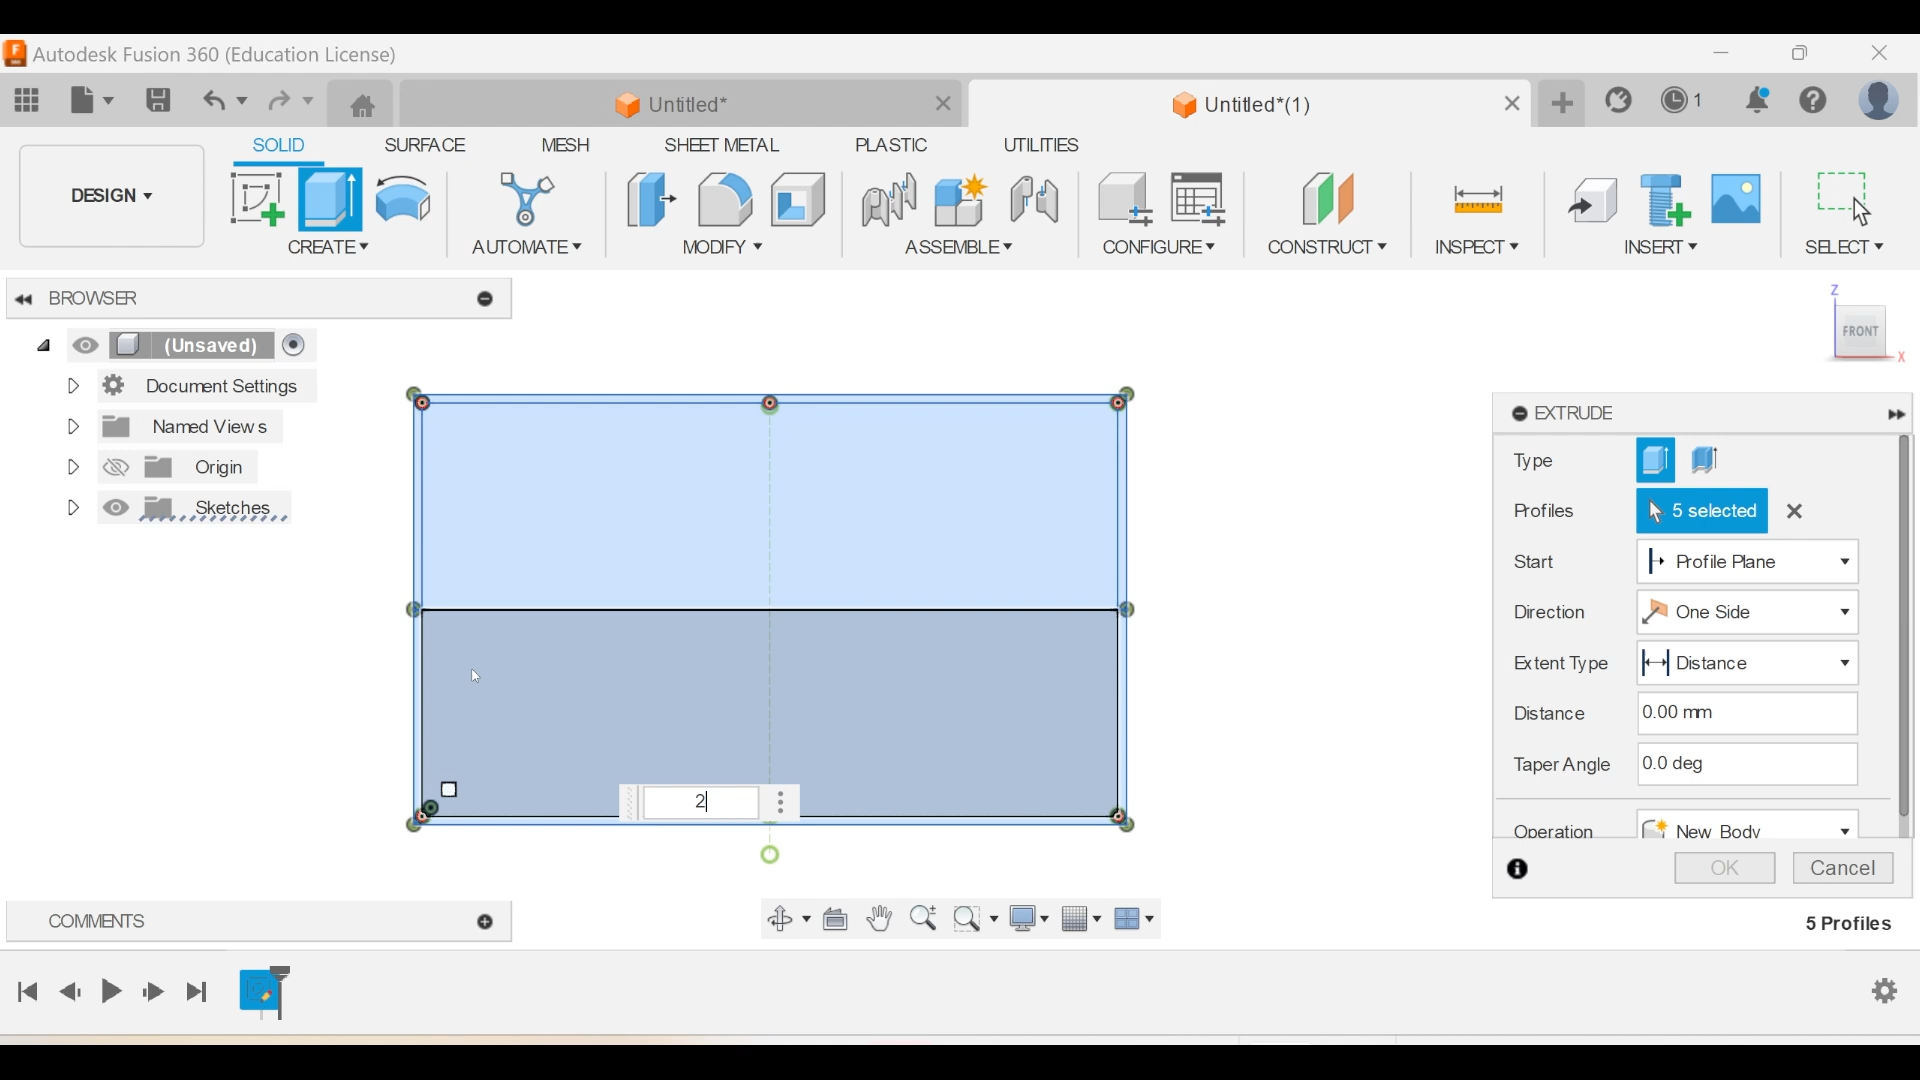 Autodesk Fusion 360 (Education License)
Untitled*
Untitled*(1)
1
SOLID SURFACE MESH SHEET METAL PLASTIC UTILITIES
DESIGN
CREATE AUTOMATE MODIFY ASSEMBLE CONFIGURE CONSTRUCT INSPECT INSERT SELECT
BROWSER
(Unsaved)
Document Settings
Named Views
Origin
Sketches
Z
FRONT
X
EXTRUDE
Type
Profiles 5 selected
Start Profile Plane
Direction One Side
Extent Type Distance
Distance 0.00 mm
Taper Angle 0.0 deg
Operation New Body
OK Cancel
2
COMMENTS
5 Profiles